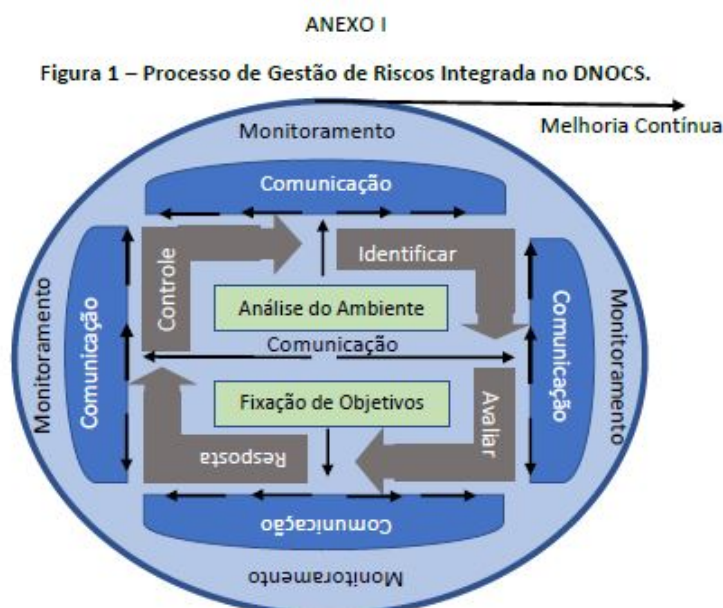 ANEXO I
Figura 1 – Processo de Gestão de Riscos Integrada no DNOCS.
Monitoramento
Melhoria Contínua
Comunicação
Identificar
Controle
Análise do Ambiente
Comunicação
Monitoramento
Comunicação
Comunicação
Monitoramento
Fixação de Objetivos
Avaliar
Resposta
Comunicação
Monitoramento